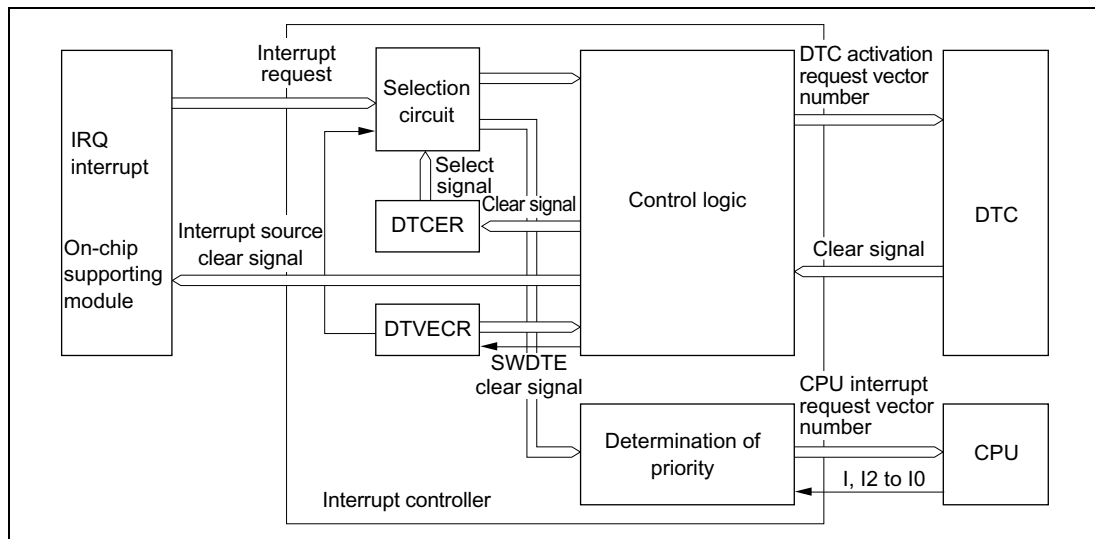 Interrupt
request
IRQ
interrupt
On-chip
supporting
module
Interrupt source
clear signal
Selection
circuit
Select
signal
DTCER
Clear signal
DTVECR
SWDTE
clear signal
Control logic
DTC activation
request vector
number
DTC
Clear signal
Determination of
priority
CPU interrupt
request vector
number
CPU
I, I2 to I0
Interrupt controller